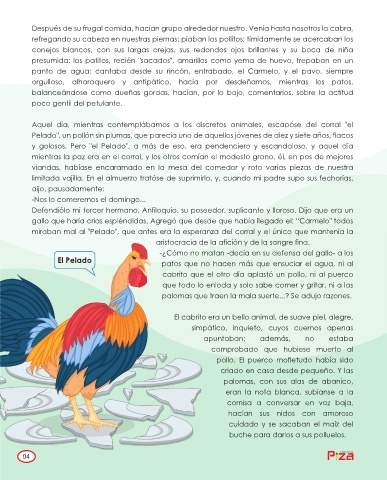 Después de su frugal comida, hacían grupo alrededor nuestro. Venía hasta nosotros la cabra,
refregando su cabeza en nuestras piernas; piaban los pollitos; tímidamente se acercaban los
conejos blancos, con sus largas orejas, sus redondos ojos brillantes y su boca de niña
presumida; los patitos, recién "sacados", amarillos como yema de huevo, trepaban en un
panto de agua; cantaba desde su rincón, entrabado, el Carmelo, y el pavo, siempre
orgulloso, alharaquero y antipático, hacía por desdeñarnos, mientras los patos,
balanceándose como dueñas gordas, hacían, por lo bajo, comentarios, sobre la actitud
poco gentil del petulante.
Aquel día, mientras contemplábamos a los discretos animales, escapóse del corral "el
Pelado", un pollón sin plumas, que parecía uno de aquellos jóvenes de diez y siete años, flacos
y golosos. Pero "el Pelado", a más de eso, era pendenciero y escandaloso, y aquel día
mientras la paz era en el corral, y los otros comían el modesto grano, él, en pos de mejores
viandas, habíase encaramado en la mesa del comedor y roto varias piezas de nuestra
limitada vajilla. En el almuerzo tratóse de suprimirlo, y, cuando mi padre supo sus fechorías,
dijo, pausadamente:
-Nos lo comeremos el domingo...
Defendiólo mi tercer hermano, Anfiloquio, su poseedor, suplicante y lloroso. Dijo que era un
gallo que haría crías espléndidas. Agregó que desde que había llegado el; "Carmelo" todos
miraban mal al "Pelado", que antes era la esperanza del corral y el único que mantenía la
aristocracia de la afición y de la sangre fina.
-¿Cómo no matan -decía en su defensa del gallo- a los
patos que no hacen más que ensuciar el agua, ni al
cabrito que el otro día aplastó un pollo, ni al puerco
que todo lo enloda y solo sabe comer y gritar, ni a las
palomas que traen la mala suerte...? Se adujo razones.
El Pelado
El cabrito era un bello animal, de suave piel, alegre,
simpático, inquieto, cuyos cuernos apenas
apuntaban; además, no estaba
comprobado que hubiese muerto al
pollo. El puerco mofletudo había sido
criado en casa desde pequeño. Y las
palomas, con sus alas de abanico,
eran la nota blanca, subíanse a la
cornisa a conversar en voz baja,
hacían sus nidos con amoroso
cuidado y se sacaban el maíz del
buche para darlos a sus polluelos.
04